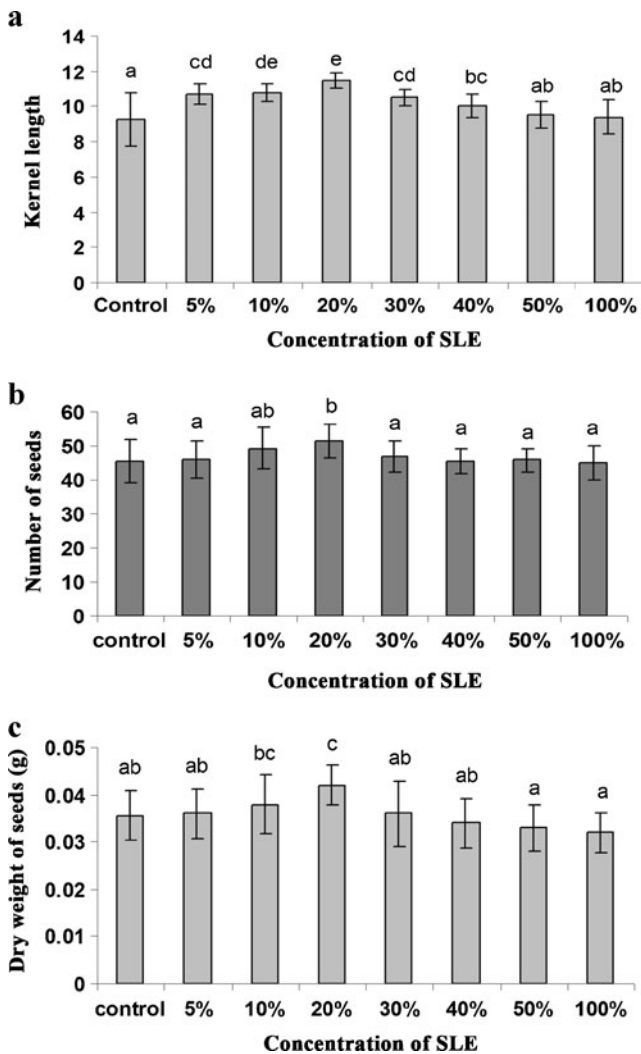 a
14
12
10
8
6
4
2
0
Kernel length
a cd de e cd bc ab ab
Control 5% 10% 20% 30% 40% 50% 100%
Concentration of SLE
b
60
50
40
30
20
10
0
Number of seeds
a a ab b a a a a
control 5% 10% 20% 30% 40% 50% 100%
Concentration of SLE
c
0.05
0.04
0.03
0.02
0.01
0
Dry weight of seeds (g)
ab ab bc c ab ab a a
control 5% 10% 20% 30% 40% 50% 100%
Concentration of SLE